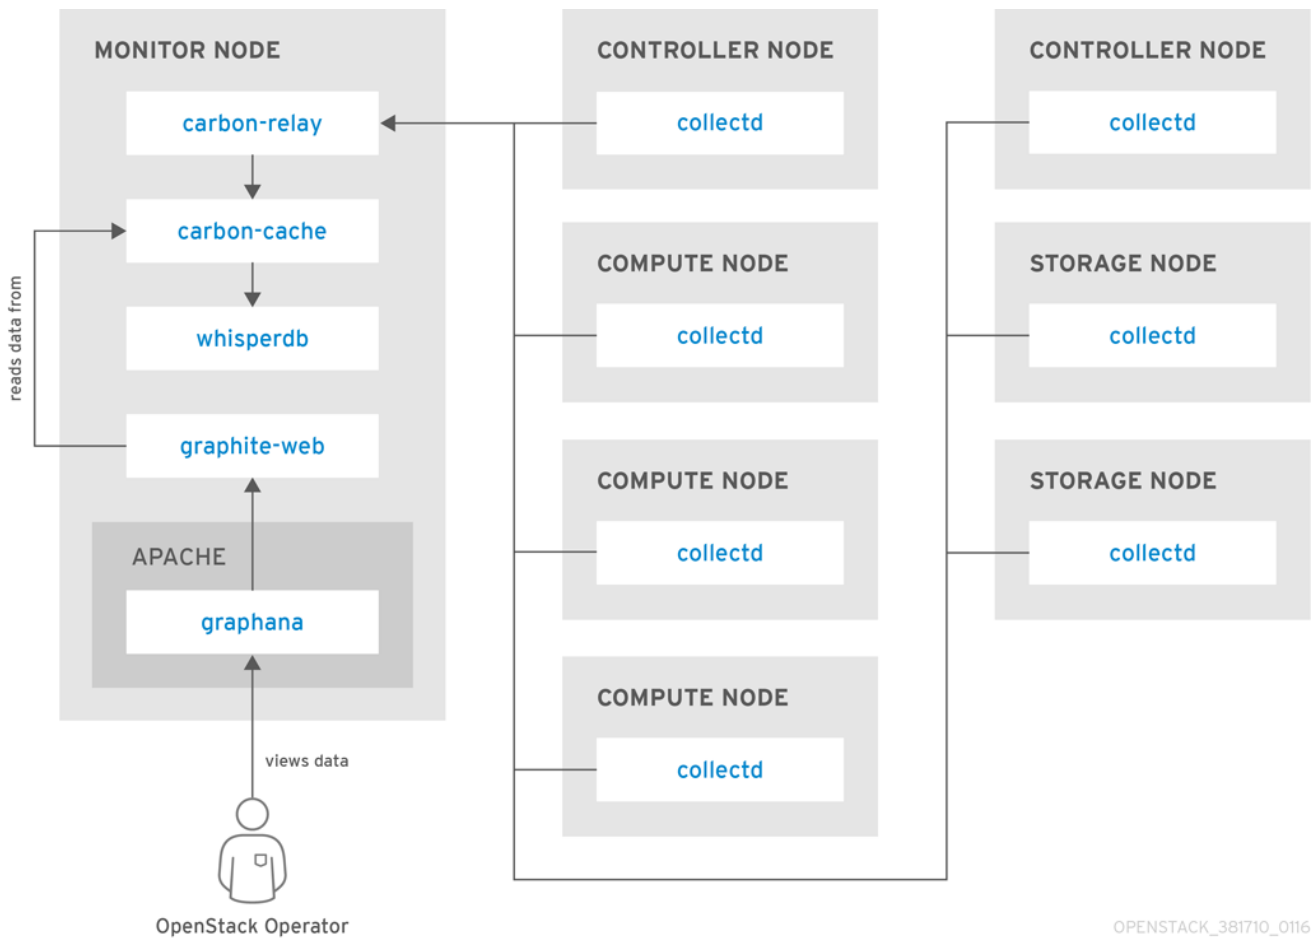 MONITOR NODE
carbon-relay
carbon-cache
whisperdb
graphite-web
reads data from
APACHE
graphana
views data
OpenStack Operator
CONTROLLER NODE
collectd
COMPUTE NODE
collectd
COMPUTE NODE
collectd
COMPUTE NODE
collectd
CONTROLLER NODE
collectd
STORAGE NODE
collectd
STORAGE NODE
collectd
OPENSTACK_381710_0116